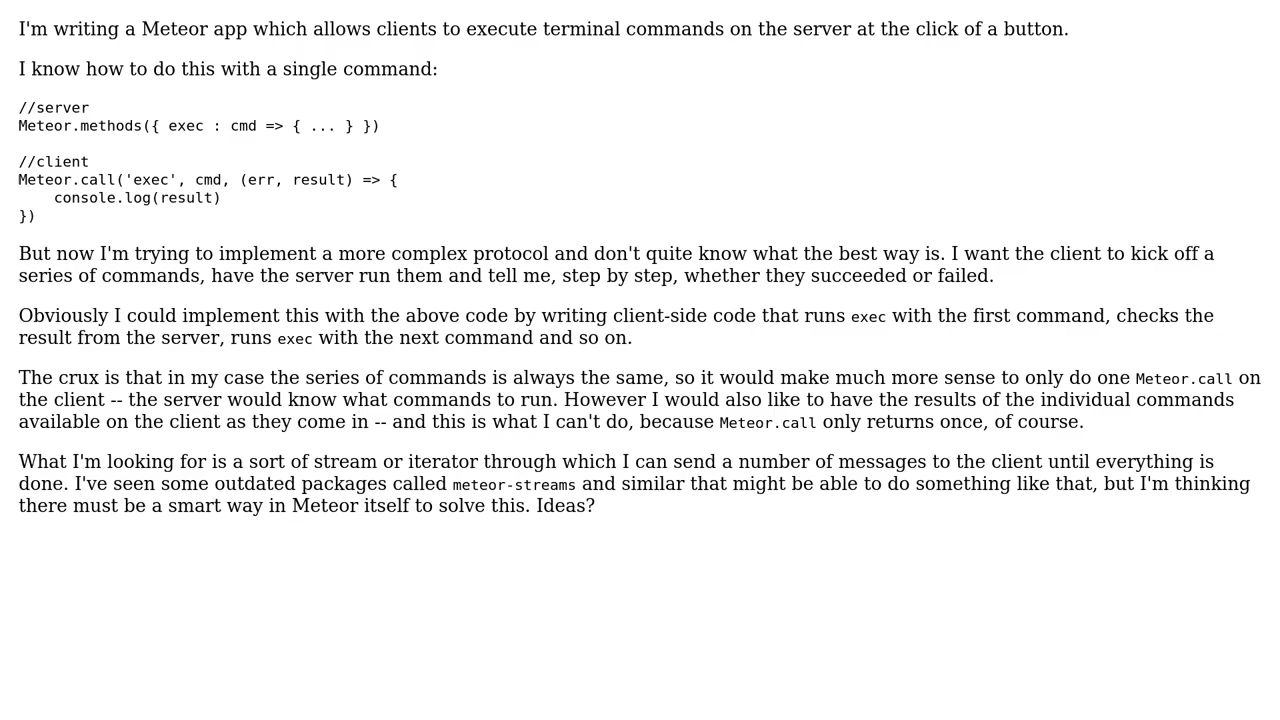 I'm writing a Meteor app which allows clients to execute terminal commands on the server at the click of a button.
I know how to do this with a single command:
//server
Meteor.methods({ exec : cmd => { ... } })
//client
Meteor.call('exec', cmd, (err, result) => {
    console.log(result)
})
But now I'm trying to implement a more complex protocol and don't quite know what the best way is. I want the client to kick off a
series of commands, have the server run them and tell me, step by step, whether they succeeded or failed.
Obviously I could implement this with the above code by writing client-side code that runs exec with the first command, checks the
result from the server, runs exec with the next command and so on.
The crux is that in my case the series of commands is always the same, so it would make much more sense to only do one Meteor.call on
the client -- the server would know what commands to run. However I would also like to have the results of the individual commands
available on the client as they come in -- and this is what I can't do, because Meteor.call only returns once, of course.
What I'm looking for is a sort of stream or iterator through which I can send a number of messages to the client until everything is
done. I've seen some outdated packages called meteor-streams and similar that might be able to do something like that, but I'm thinking
there must be a smart way in Meteor itself to solve this. Ideas?